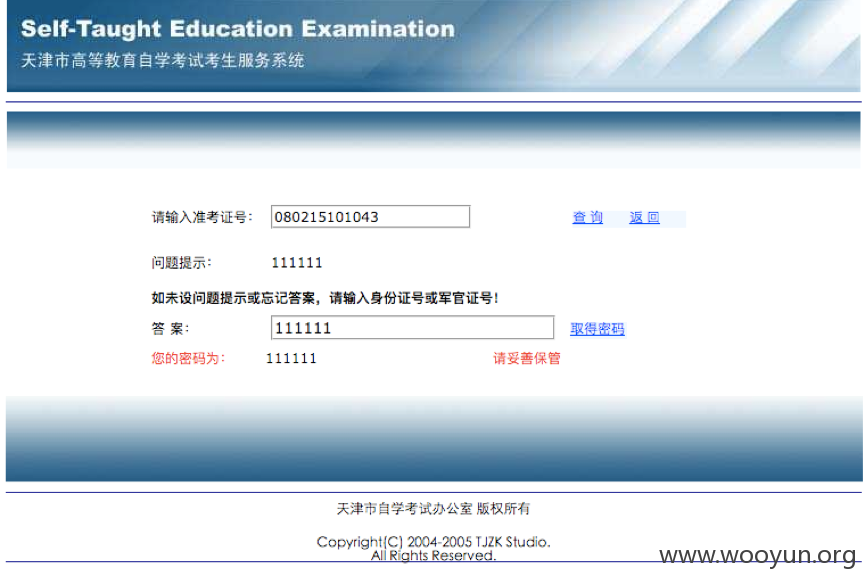 Self-Taught Education Examination
天津市高等教育自学考试考生服务系统
请输入准考证号: 080215101043 查 询 返 回
问题提示: 111111
如未设问题提示或忘记答案，请输入身份证号或军官证号!
答 案: 111111 取得密码
您的密码为: 111111 请妥善保管
天津市自学考试办公室 版权所有
Copyright(C) 2004-2005 TJZK Studio.
All Rights Reserved.
www.wooyun.org